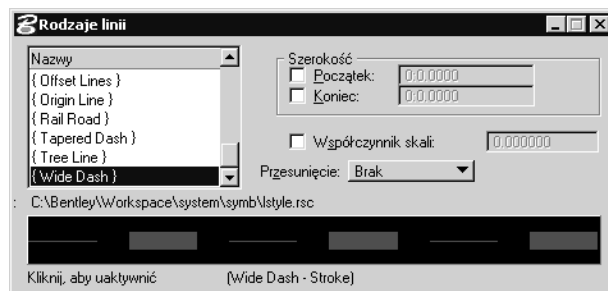 Rodzaje linii
Nazwy
{ Offset Lines }
{ Origin Line }
{ Rail Road }
{ Tapered Dash }
{ Tree Line }
{ Wide Dash }
Szerokość
Początek: 0:0.0000
Koniec: 0:0.0000
Współczynnik skali: 0.000000
Przesunięcie: Brak
: C:\Bentley\Workspace\system\symb\lstyle.rsc
Kliknij, aby uaktywnić (Wide Dash - Stroke)